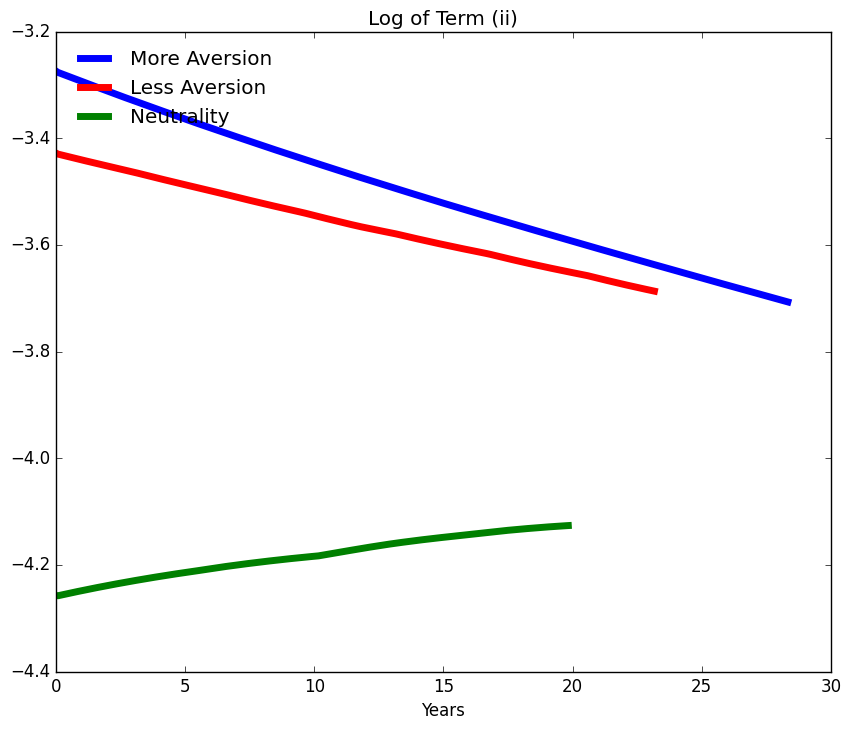 Log of Term (ii)
−3.2
−3.4
−3.6
−3.8
−4.0
−4.2
−4.4
More Aversion
Less Aversion
Neutrality
0 5 10 15 20 25 30
Years